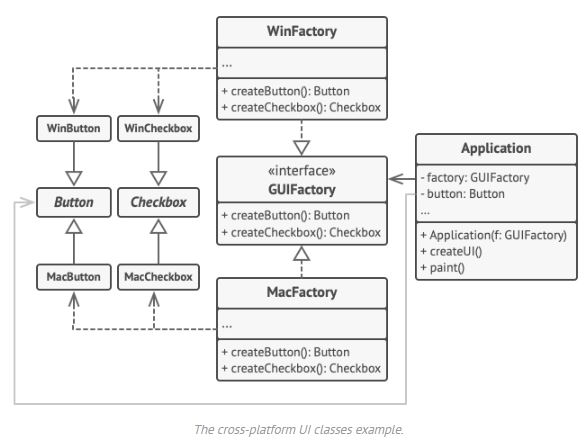 WinFactory
...
+ createButton(): Button
+ createCheckbox(): Checkbox
WinButton
WinCheckbox
«interface»
GUIFactory
+ createButton(): Button
+ createCheckbox(): Checkbox
Application
- factory: GUIFactory
- button: Button
...
+ Application(f: GUIFactory)
+ createUI()
+ paint()
Button
Checkbox
MacButton
MacCheckbox
MacFactory
...
+ createButton(): Button
+ createCheckbox(): Checkbox
The cross-platform UI classes example.